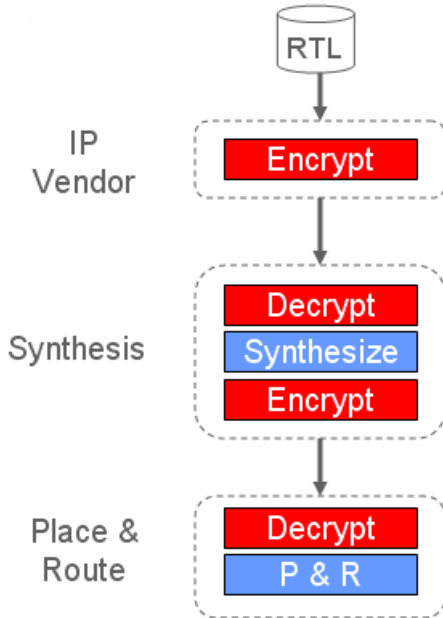 RTL
IP
Vendor
Encrypt
Synthesis
Decrypt
Synthesize
Encrypt
Place &
Route
Decrypt
P & R